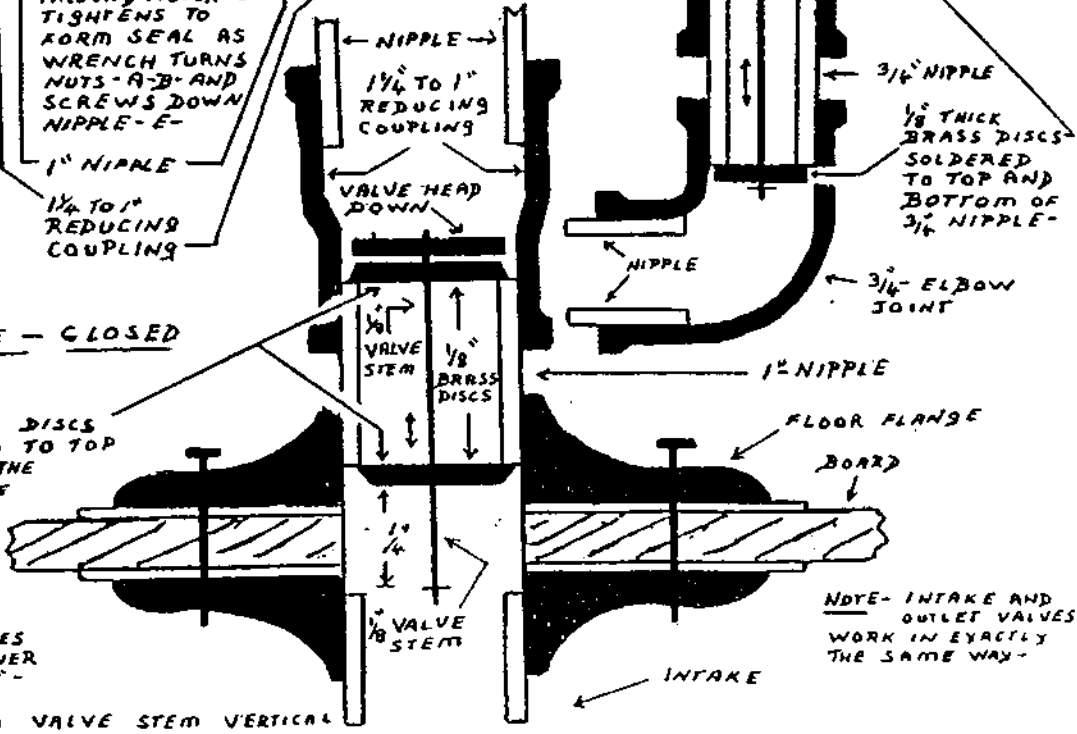 TIGHTENS TO
FORM SEAL AS
WRENCH TURNS
NUTS-A-B-AND
SCREWS DOWN
NIPPLE-E-
1" NIPPLE
1¼ TO 1"
REDUCING
COUPLING
NIPPLE
1¼" TO 1"
REDUCING
COUPLING
VALVE HEAD
DOWN
3/4" NIPPLE
1/8" THICK
BRASS DISCS
SOLDERED
TO TOP AND
BOTTOM OF
3/4" NIPPLE-
NIPPLE
3/4"- ELBOW
JOINT
- CLOSED
1/8"
VALVE
STEM
1/8"
BRASS
DISCS
1" NIPPLE
DISCS
TO TOP
THE
FLOOR FLANGE
BOARD
1/4"
1/8" VALVE
STEM
NOTE- INTAKE AND
OUTLET VALVES
WORK IN EXACTLY
THE SAME WAY-
INTAKE
VALVE STEM VERTICAL